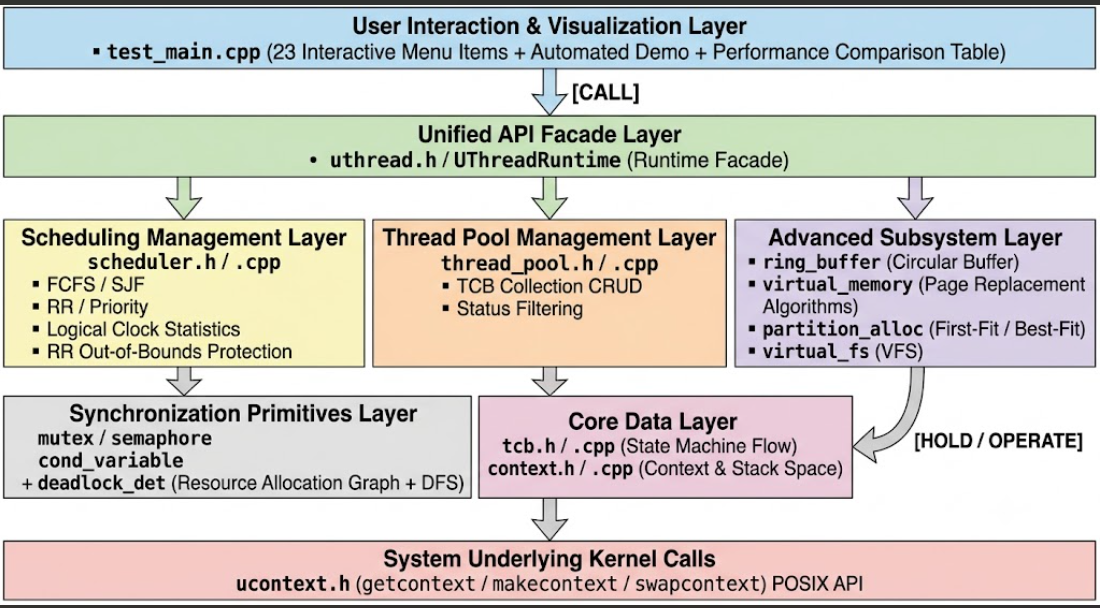 User Interaction & Visualization Layer
▪ test_main.cpp (23 Interactive Menu Items + Automated Demo + Performance Comparison Table)
[CALL]
Unified API Facade Layer
• uthread.h / UThreadRuntime (Runtime Facade)
Scheduling Management Layer
scheduler.h / .cpp
▪ FCFS / SJF
▪ RR / Priority
▪ Logical Clock Statistics
▪ RR Out-of-Bounds Protection
Thread Pool Management Layer
thread_pool.h / .cpp
▪ TCB Collection CRUD
▪ Status Filtering
Advanced Subsystem Layer
▪ ring_buffer (Circular Buffer)
▪ virtual_memory (Page Replacement
Algorithms)
▪ partition_alloc (First-Fit / Best-Fit)
▪ virtual_fs (VFS)
Synchronization Primitives Layer
mutex / semaphore
cond_variable
+ deadlock_det (Resource Allocation Graph + DFS)
Core Data Layer
tcb.h / .cpp (State Machine Flow)
context.h / .cpp (Context & Stack Space)
[HOLD / OPERATE]
System Underlying Kernel Calls
ucontext.h (getcontext / makecontext / swapcontext) POSIX API